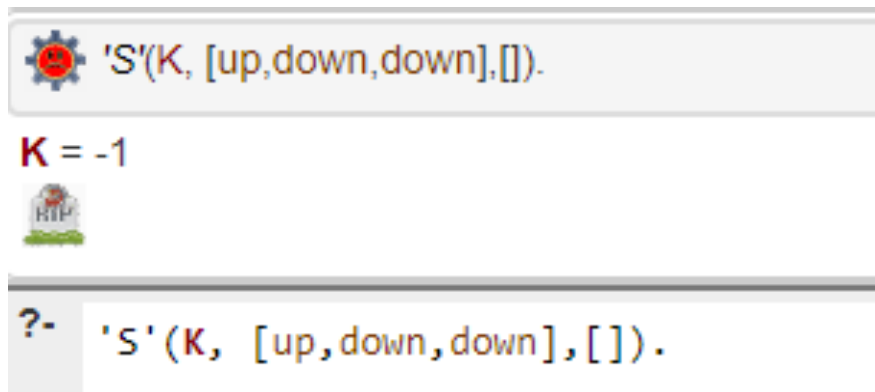 'S'(K, [up,down,down],[]).
K = -1
RIP
?- 'S'(K, [up,down,down],[]).